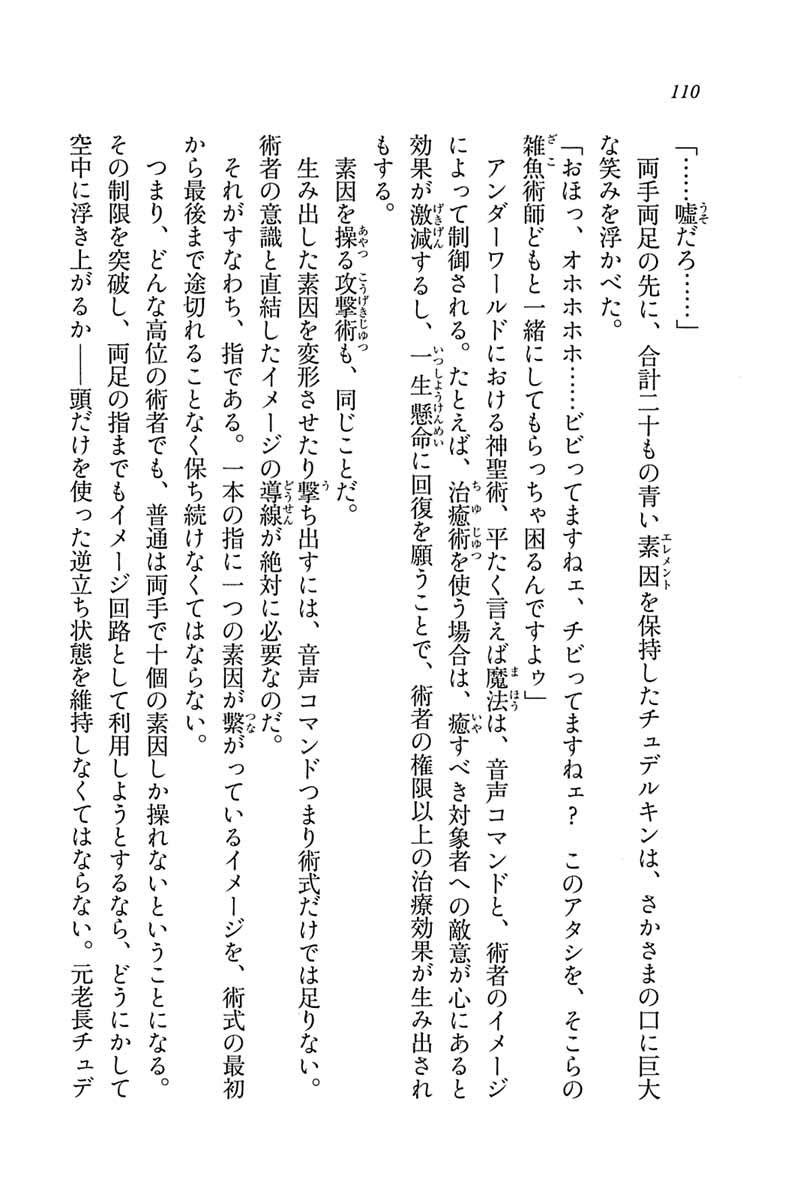 110
「……嘘だろ……」
　両手両足の先に、合計二十もの青い素因を保持したチュデルキンは、さかさまの口に巨大
な笑みを浮かべた。
「おほっ、オホホホホ……ビビってますねェ、チビってますねェ？　このアタシを、そこらの
雑魚術師どもと一緒にしてもらっちゃ困るんですよゥ」
　アンダーワールドにおける神聖術、平たく言えば魔法は、音声コマンドと、術者のイメージ
によって制御される。たとえば、治癒術を使う場合は、癒すべき対象者への敵意が心にあると
効果が激減するし、一生懸命に回復を願うことで、術者の権限以上の治療効果が生み出され
もする。
　素因を操る攻撃術も、同じことだ。
　生み出した素因を変形させたり撃ち出すには、音声コマンドつまり術式だけでは足りない。
術者の意識と直結したイメージの導線が絶対に必要なのだ。
　それがすなわち、指である。一本の指に一つの素因が繋がっているイメージを、術式の最初
から最後まで途切れることなく保ち続けなくてはならない。
　つまり、どんな高位の術者でも、普通は両手で十個の素因しか操れないということになる。
その制限を突破し、両足の指までもイメージ回路として利用しようとするなら、どうにかして
空中に浮き上がるか――頭だけを使った逆立ち状態を維持しなくてはならない。元老長チュデ